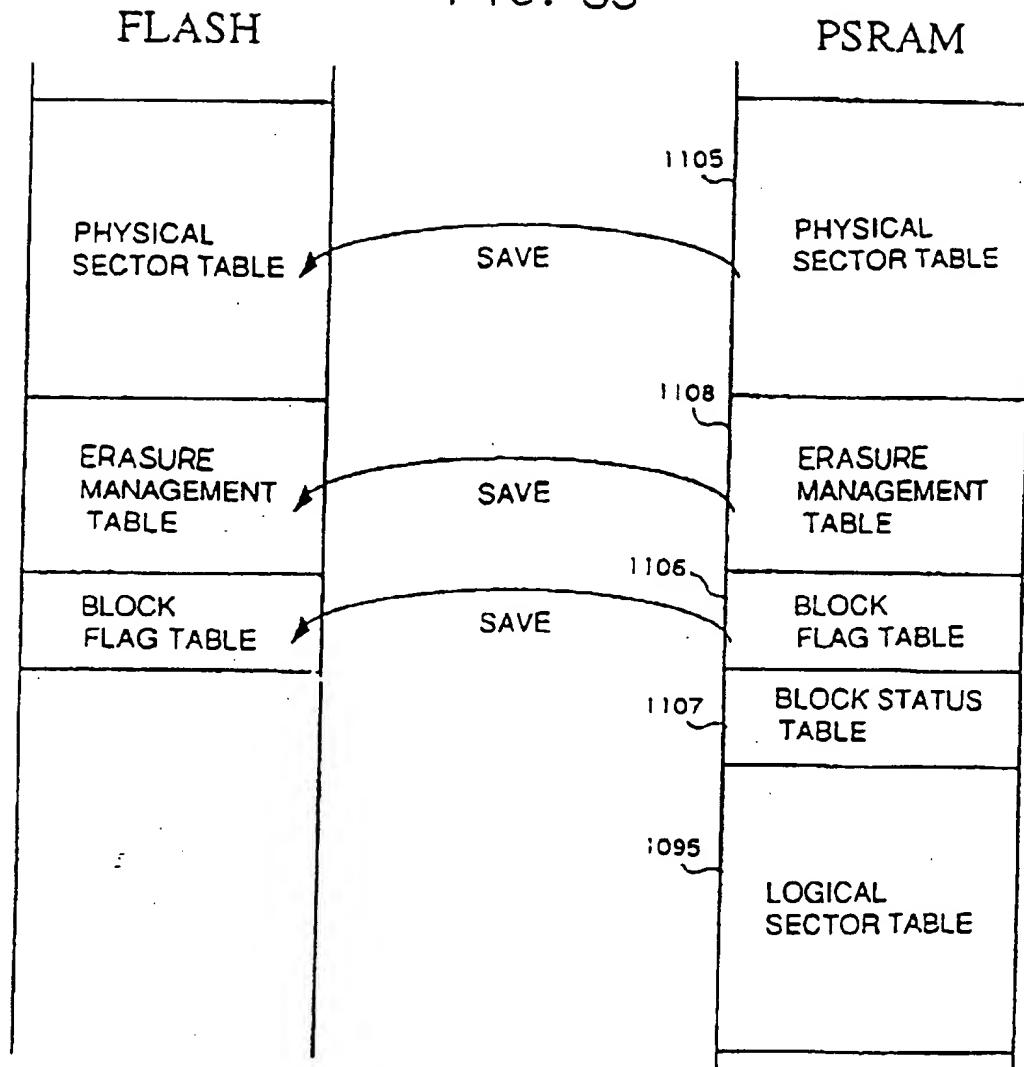 FLASH
PSRAM
1105
PHYSICAL
SECTOR TABLE
SAVE
PHYSICAL
SECTOR TABLE
1108
ERASURE
MANAGEMENT
TABLE
SAVE
ERASURE
MANAGEMENT
TABLE
1106
BLOCK
FLAG TABLE
SAVE
BLOCK
FLAG TABLE
1107
BLOCK STATUS
TABLE
1095
LOGICAL
SECTOR TABLE